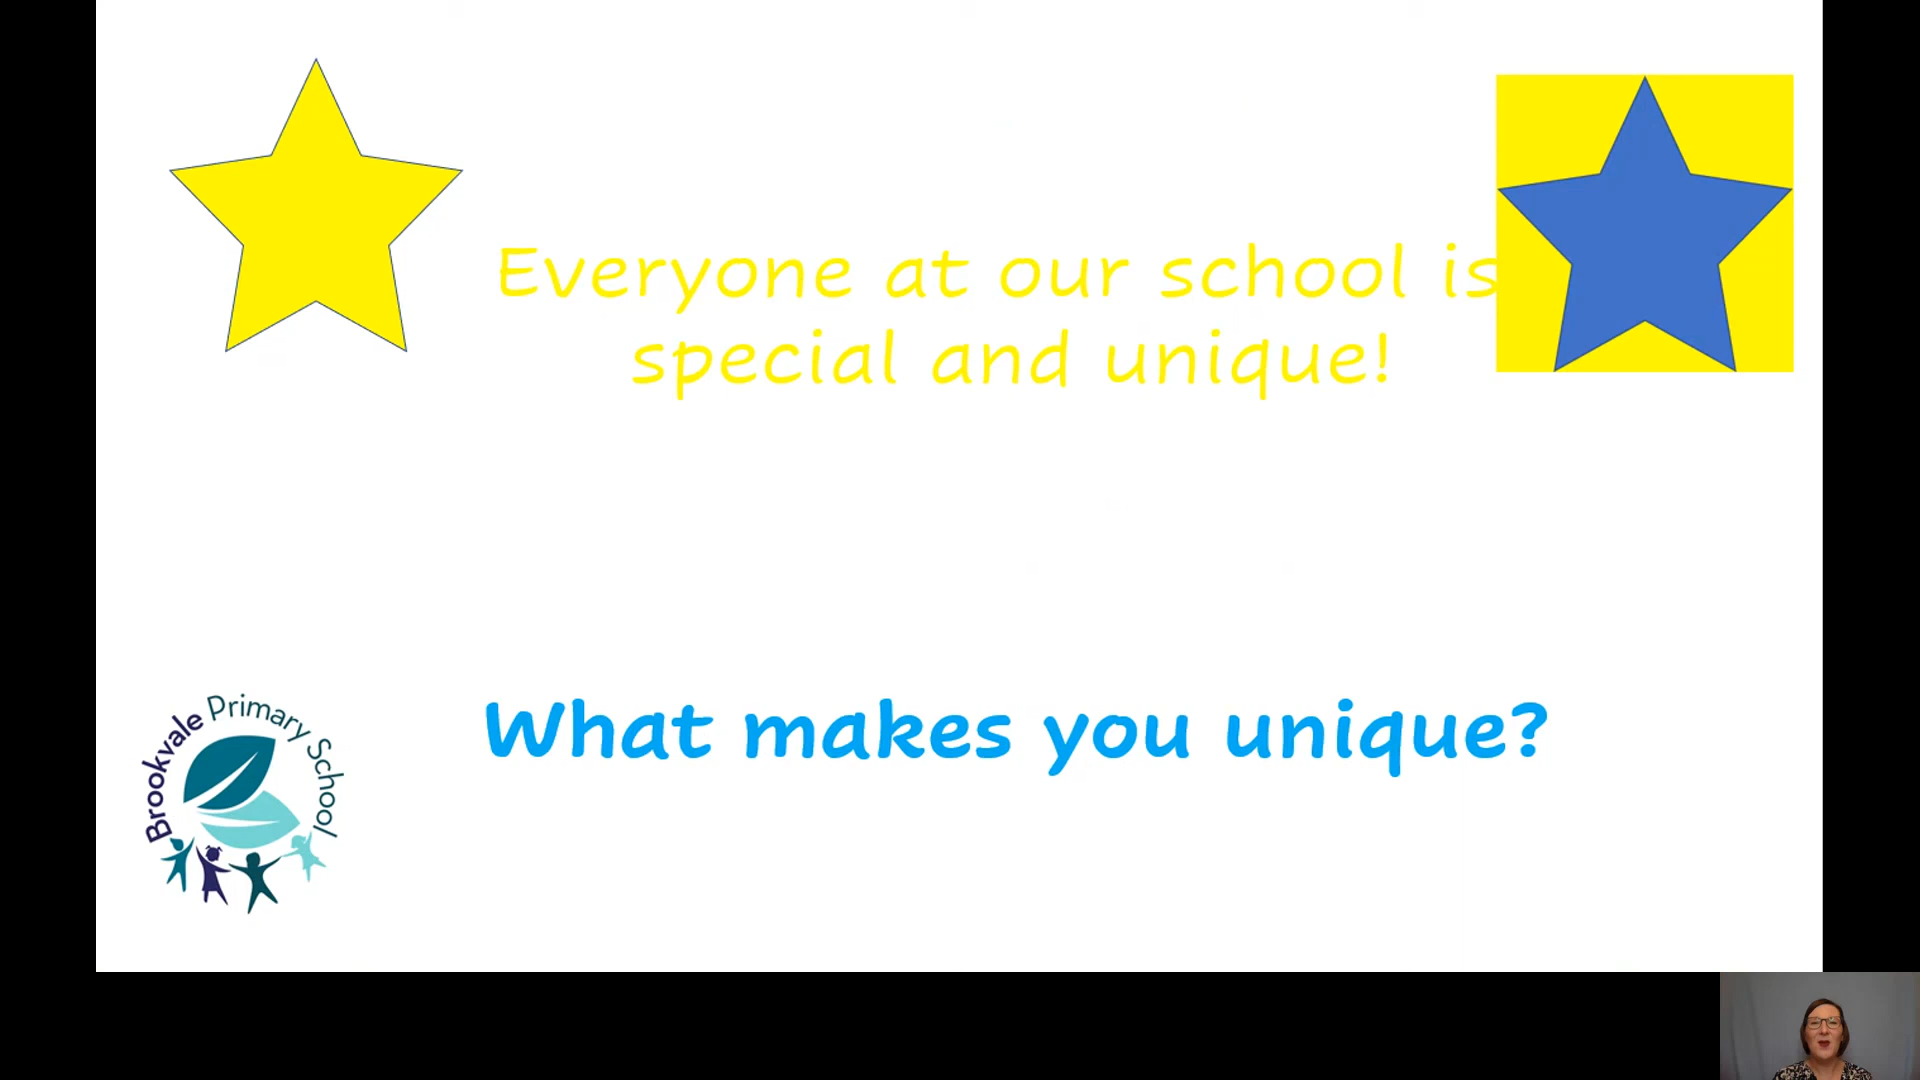 Everyone at our school is
special and unique!
What makes you unique?
Brookvale Primary School